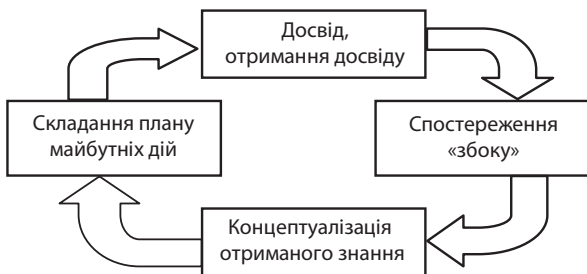 Досвід,
отримання досвіду
Складання плану
майбутніх дій
Спостереження
«збоку»
Концептуалізація
отриманого знання